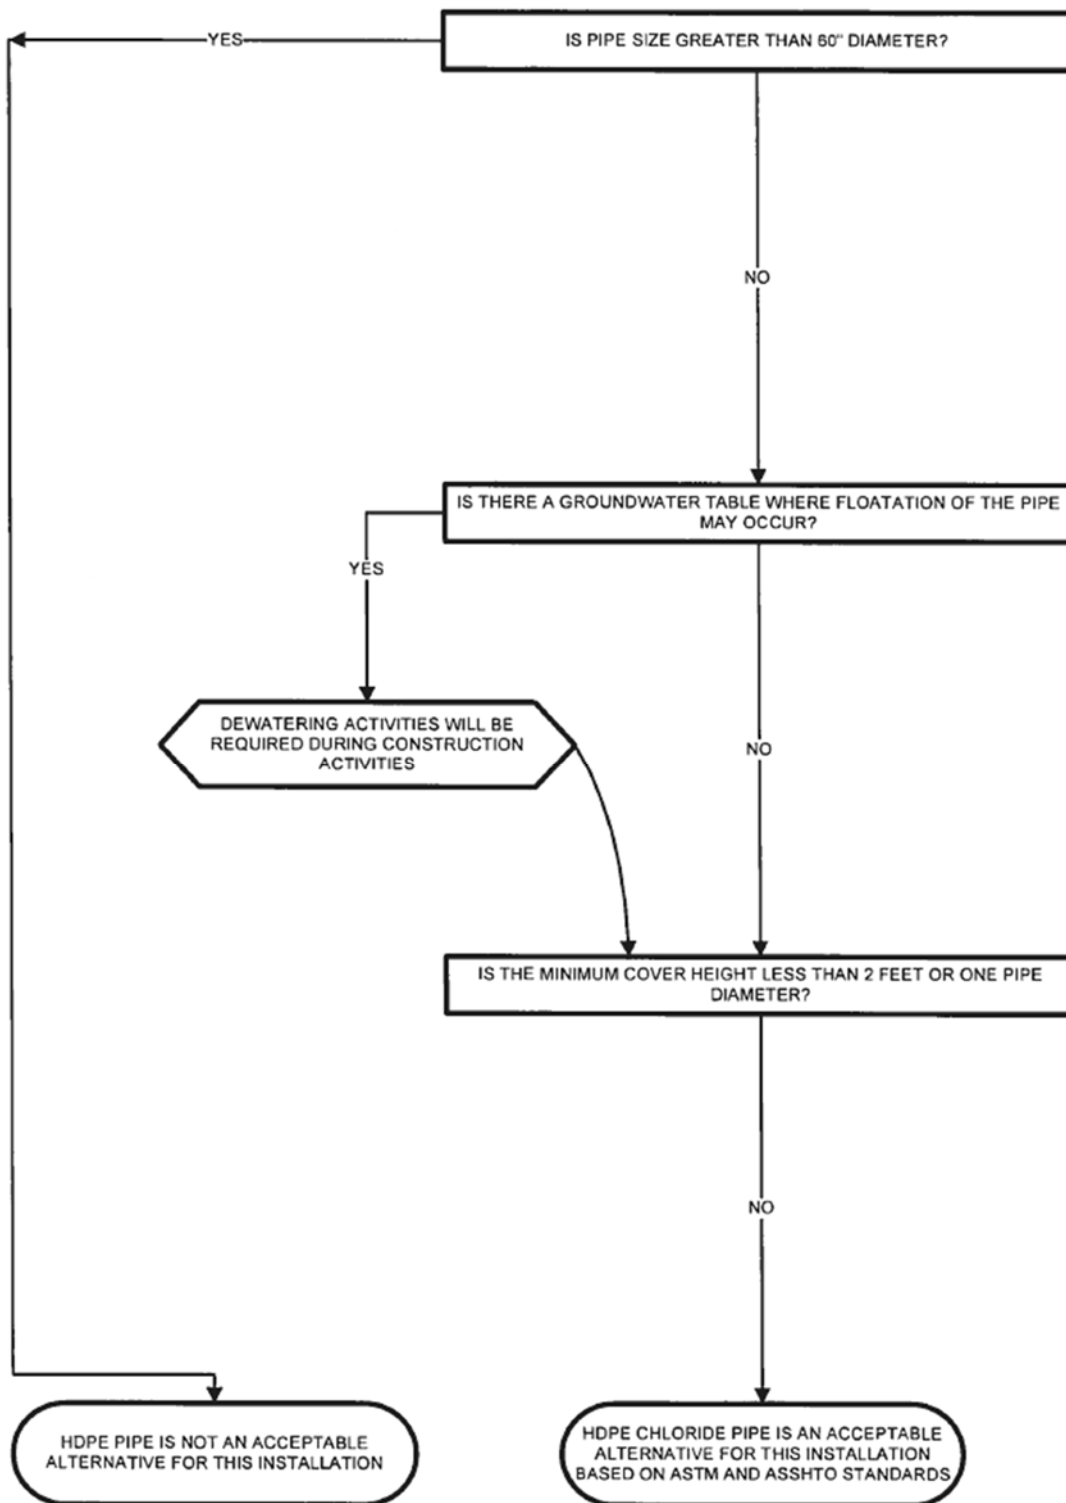 IS PIPE SIZE GREATER THAN 60" DIAMETER?
YES
NO
IS THERE A GROUNDWATER TABLE WHERE FLOATATION OF THE PIPE
MAY OCCUR?
YES
DEWATERING ACTIVITIES WILL BE
REQUIRED DURING CONSTRUCTION
ACTIVITIES
NO
IS THE MINIMUM COVER HEIGHT LESS THAN 2 FEET OR ONE PIPE
DIAMETER?
NO
HDPE PIPE IS NOT AN ACCEPTABLE
ALTERNATIVE FOR THIS INSTALLATION
HDPE CHLORIDE PIPE IS AN ACCEPTABLE
ALTERNATIVE FOR THIS INSTALLATION
BASED ON ASTM AND ASSHTO STANDARDS